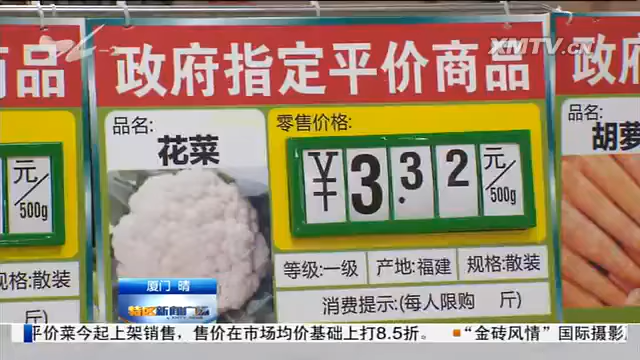 XMTV.CN
商品
政府指定平价商品
政府
品名:
花菜
零售价格:
¥3.32元/500g
元/500g
胡萝
规格:散装
等级:一级 产地:福建 规格:散装
斤)
消费提示:(每人限购 斤)
厦门 晴
特区新闻广场
平价菜今起上架销售，售价在市场均价基础上打8.5折。 ■“金砖风情”国际摄影